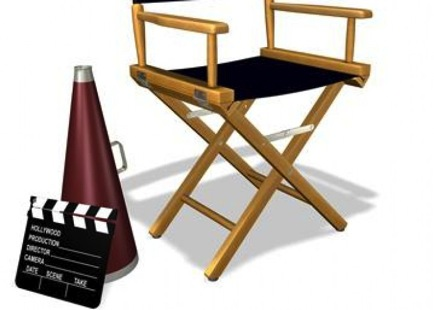 HOLLYWOOD
PRODUCTION
DIRECTOR
CAMERA
DATE SCENE TAKE